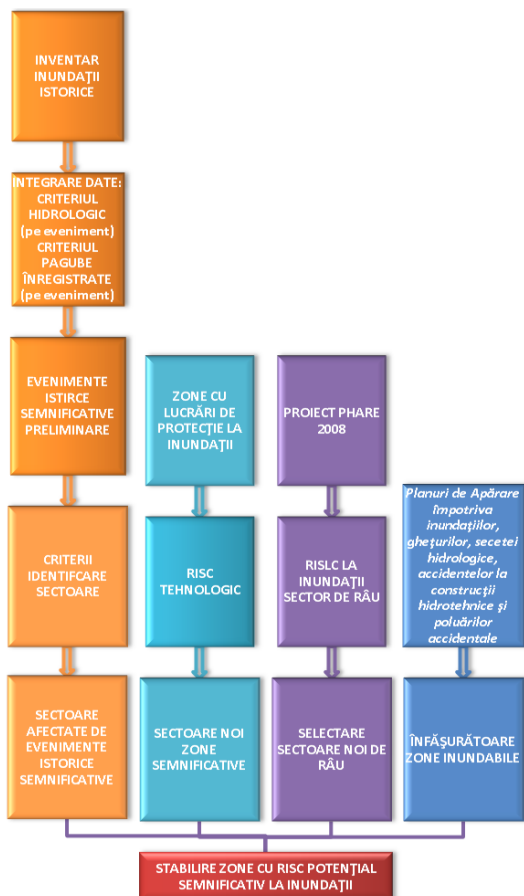 INVENTAR
INUNDAŢII
ISTORICE
INTEGRARE DATE:
CRITERIUL
HIDROLOGIC
(pe eveniment)
CRITERIUL
PAGUBE
ÎNREGISTRATE
(pe eveniment)
EVENIMENTE
ISTIRCE
SEMNIFICATIVE
PRELIMINARE
CRITERII
IDENTIFCARE
SECTOARE
SECTOARE
AFECTATE DE
EVENIMENTE
ISTORICE
SEMNIFICATIVE
ZONE CU
LUCRĂRI DE
PROTECŢIE LA
INUNDAŢII
RISC
TEHNOLOGIC
SECTOARE NOI
ZONE
SEMNIFICATIVE
PROIECT PHARE
2008
RISLC LA
INUNDAŢII
SECTOR DE RÂU
SELECTARE
SECTOARE NOI DE
RÂU
Planuri de Apărare
împotriva
inundaţiilor,
gheţurilor, secetei
hidrologice,
accidentelor la
construcţii
hidrotehnice şi
poluărilor
accidentale
ÎNFĂŞURĂTOARE
ZONE INUNDABILE
STABILIRE ZONE CU RISC POTENŢIAL
SEMNIFICATIV LA INUNDAŢII